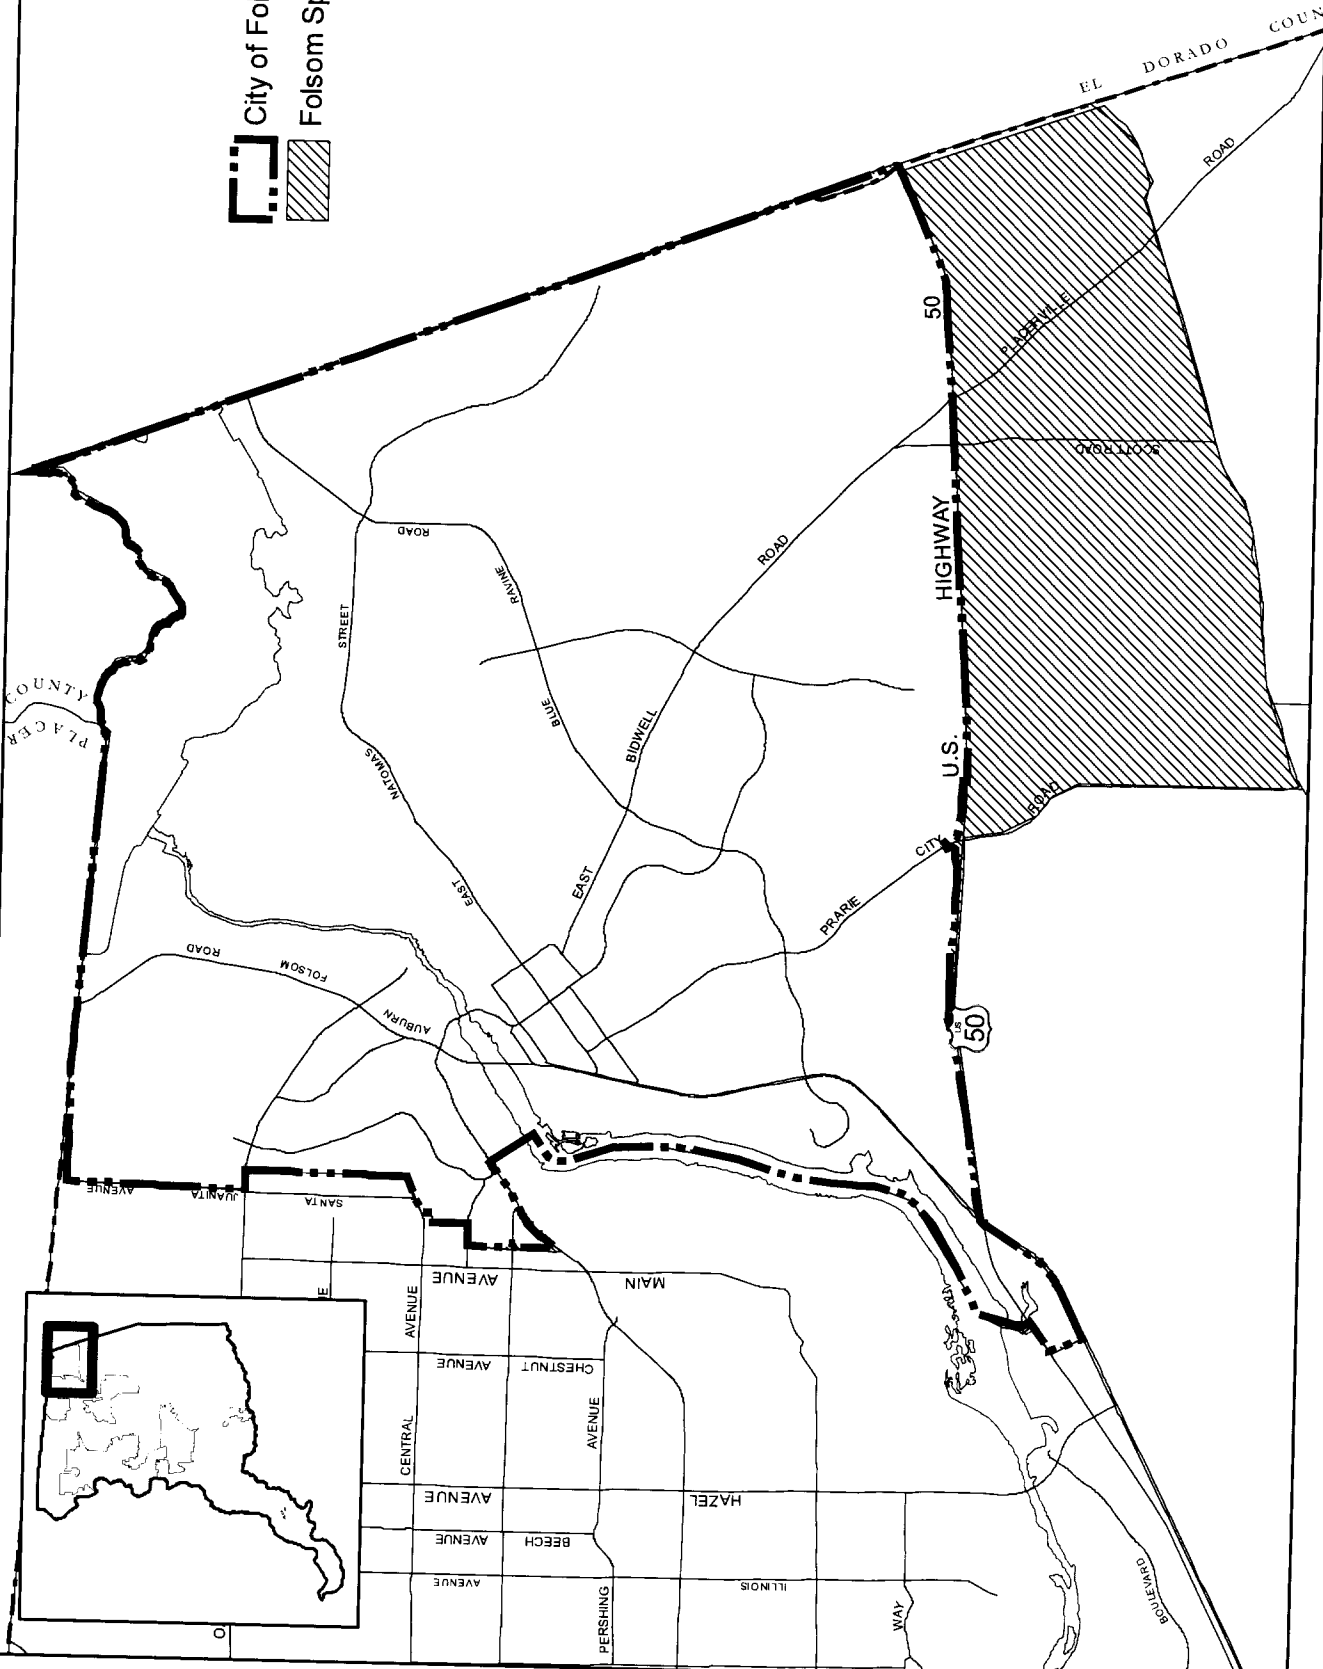 City of Fo
Folsom Sp
EL DORADO COUN
COUNTY
PLACER
ROAD
PLACERVILLE
50
SCOTT ROAD
HIGHWAY
U.S.
ROAD
STREET
RAVINE
ROAD
BLUE
BIDWELL
NATOMAS
EAST
EAST
CITY
ROAD
PRARIE
ROAD
FOLSOM
AUBURN
US
50
AVENUE
JUANITA
SANTA
AVENUE
MAIN
AVENUE
AVENUE
CHESTNUT
CENTRAL
AVENUE
AVENUE
HAZEL
AVENUE
BEECH
AVENUE
ILLINOIS
PERSHING
WAY
BOULEVARD